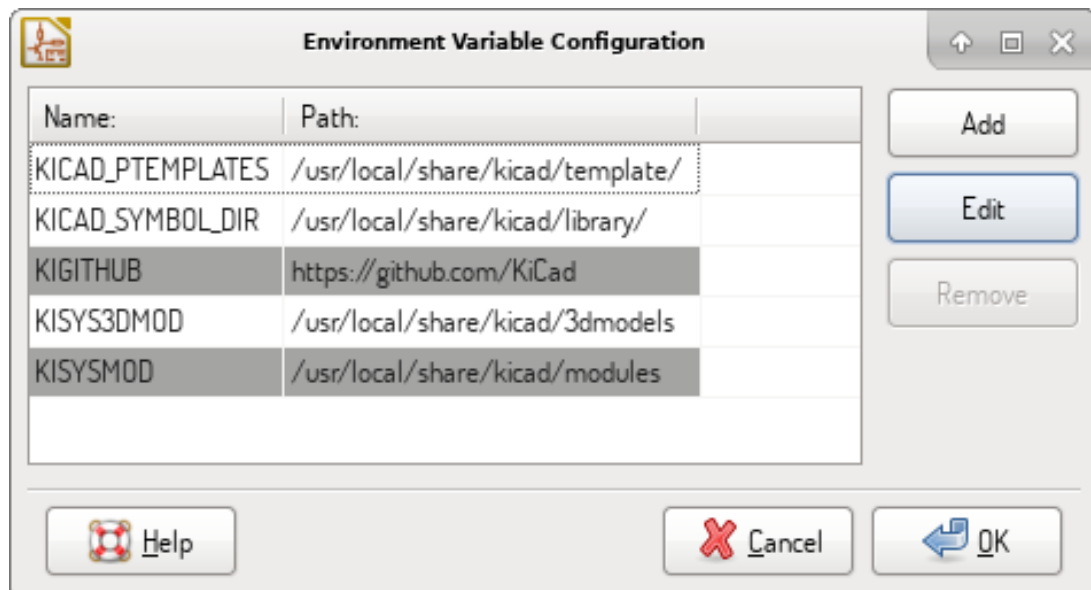 Environment Variable Configuration
Name: Path:
Add
KICAD_PTEMPLATES /usr/local/share/kicad/template/
Edit
KICAD_SYMBOL_DIR /usr/local/share/kicad/library/
KIGITHUB https://github.com/KiCad
Remove
KISYS3DMOD /usr/local/share/kicad/3dmodels
KISYSMOD /usr/local/share/kicad/modules
Help Cancel OK